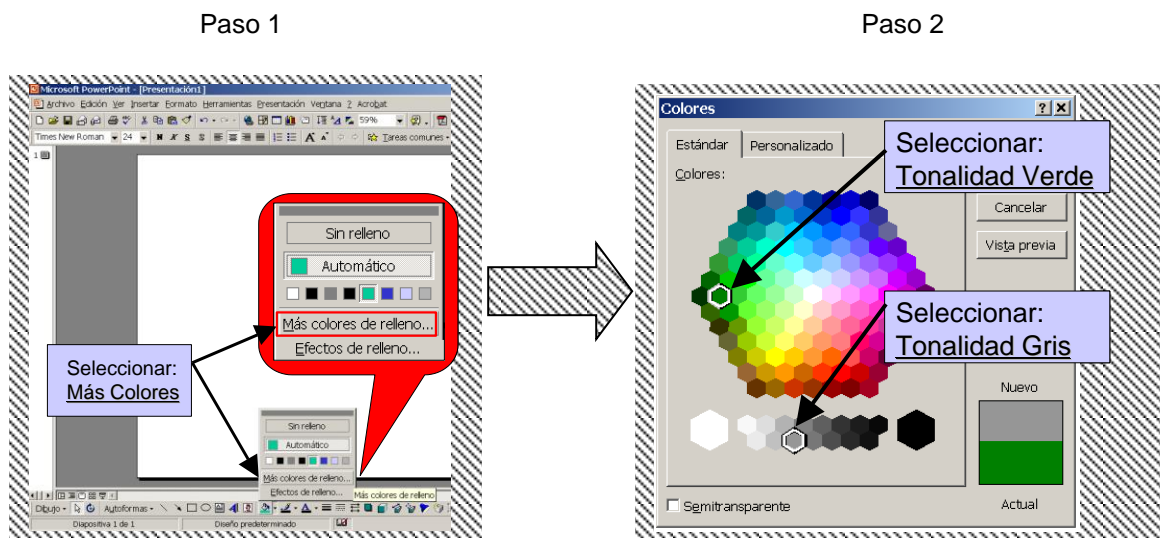 Paso 1
Paso 2
Microsoft PowerPoint - [Presentación1]
Archivo Edición Ver Insertar Formato Herramientas Presentación Ventana ? Acrobat
59%
Times New Roman 24 N K S S Tareas comunes
1
Sin relleno
Automático
Más colores de relleno...
Efectos de relleno...
Seleccionar:
Más Colores
Sin relleno
Automático
Más colores de relleno...
Efectos de relleno...
Más colores de relleno
Dibujo Autoformas
Diapositiva 1 de 1 Diseño predeterminado
Colores
Estándar Personalizado
Colores:
Seleccionar:
Tonalidad Verde
Cancelar
Vista previa
Seleccionar:
Tonalidad Gris
Nuevo
Actual
Semitransparente